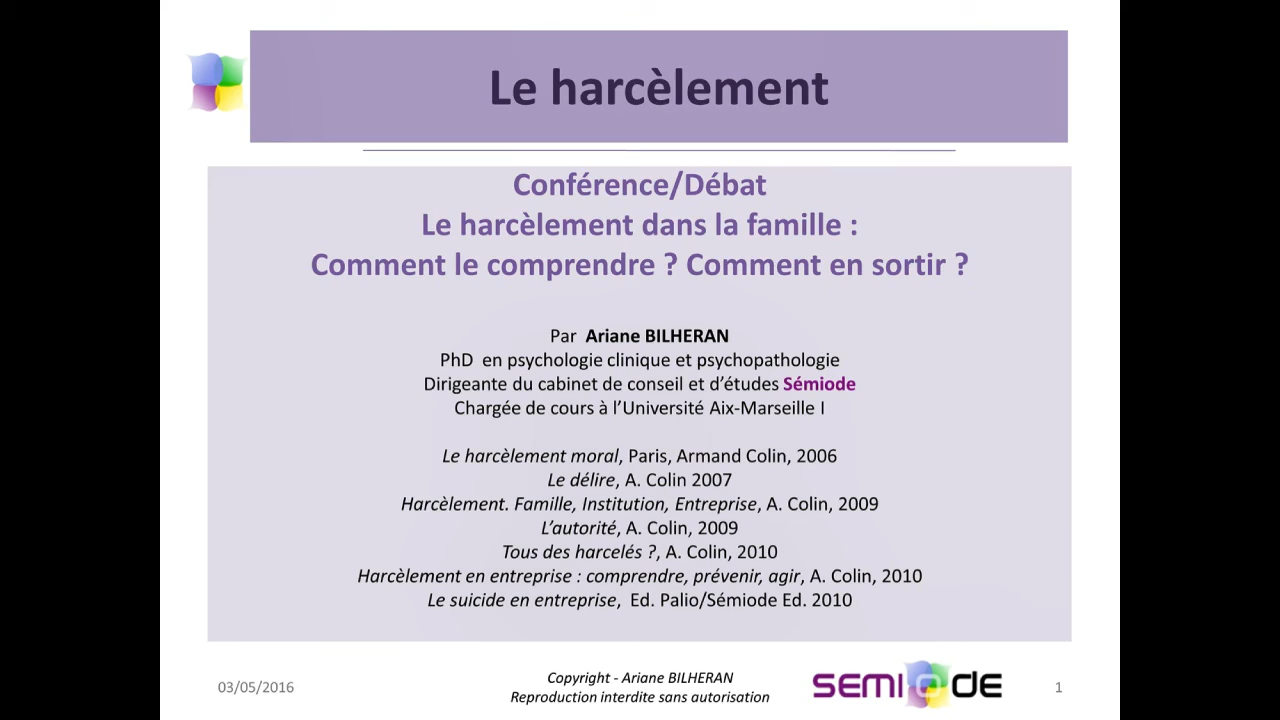 Le harcèlement
Conférence/Débat
Le harcèlement dans la famille :
Comment le comprendre ? Comment en sortir ?
Par Ariane BILHERAN
PhD en psychologie clinique et psychopathologie
Dirigeante du cabinet de conseil et d’études Sémiode
Chargée de cours à l’Université Aix-Marseille I
Le harcèlement moral, Paris, Armand Colin, 2006
Le délire, A. Colin 2007
Harcèlement. Famille, Institution, Entreprise, A. Colin, 2009
L’autorité, A. Colin, 2009
Tous des harcelés ?, A. Colin, 2010
Harcèlement en entreprise : comprendre, prévenir, agir, A. Colin, 2010
Le suicide en entreprise, Ed. Palio/Sémiode Ed. 2010
03/05/2016
Copyright - Ariane BILHERAN
Reproduction interdite sans autorisation
SEMIODE
1